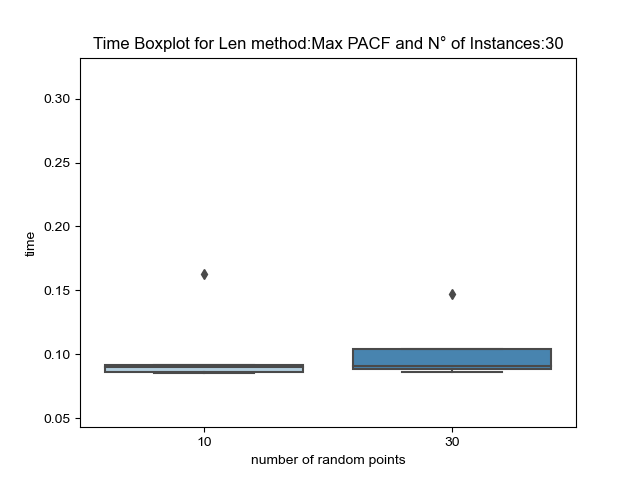 Time Boxplot for Len method:Max PACF and N° of Instances:30
0.30
0.25
0.20
0.15
0.10
0.05
time
10
30
number of random points